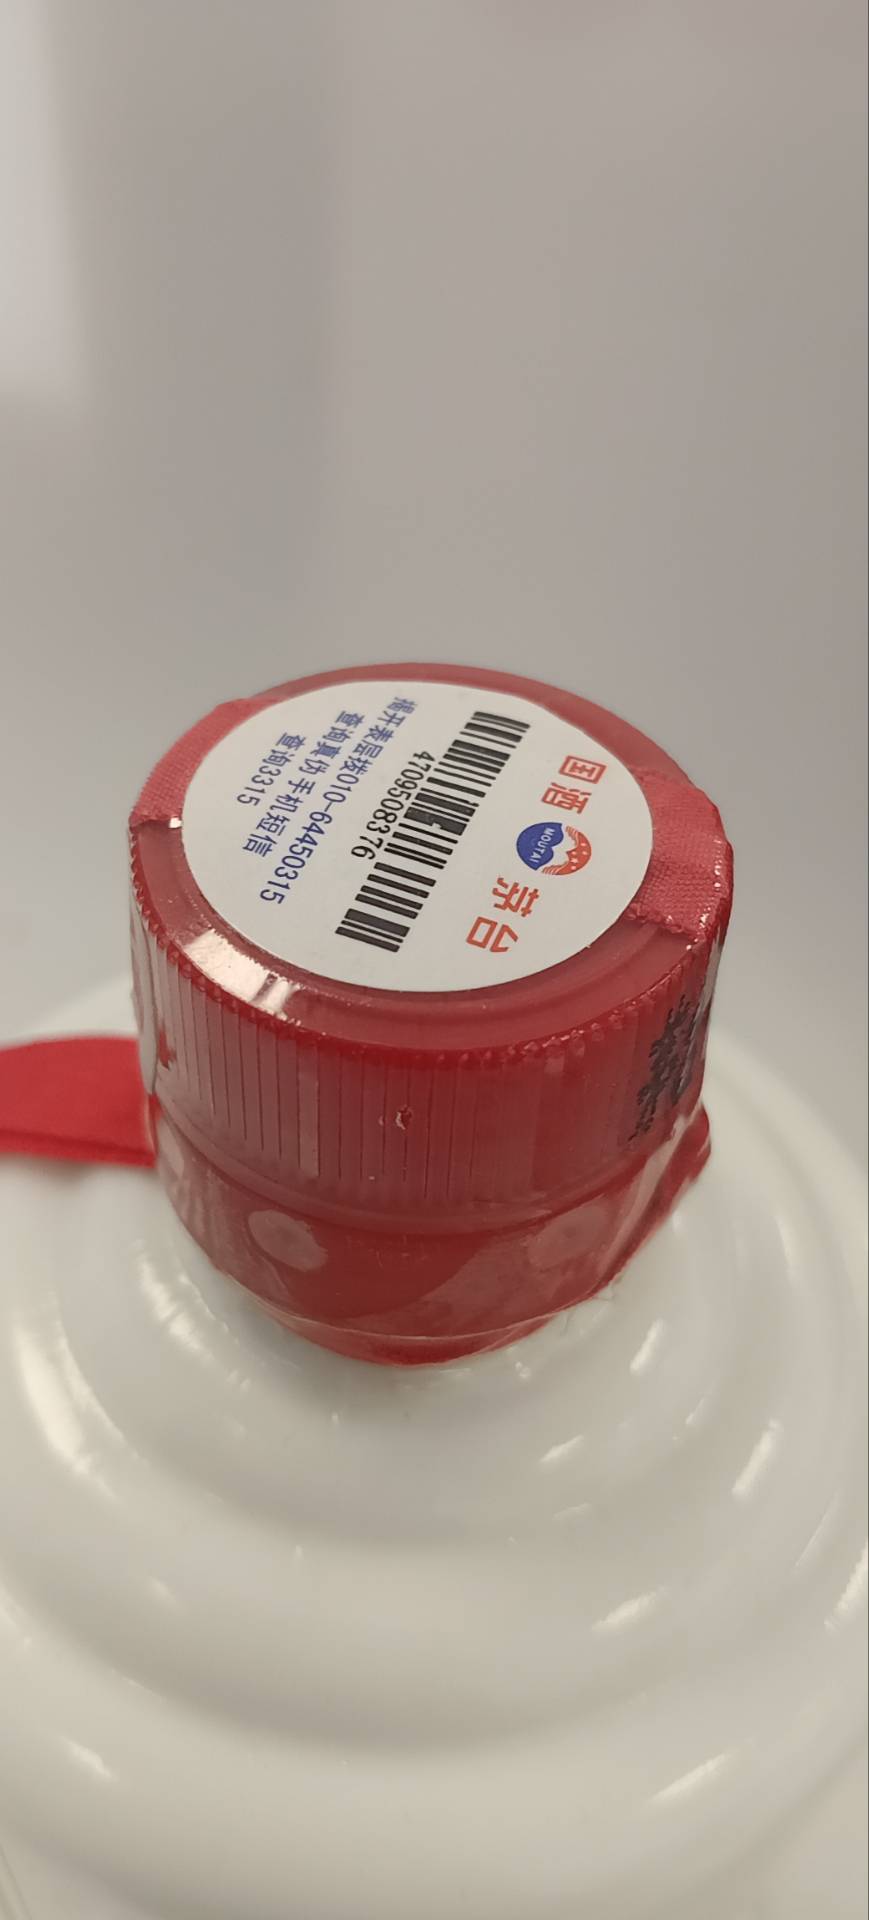 国酒
MOUTAI
茅台
4709508376
揭开表层拨010-64450315
查询真伪 手机短信
查询3315